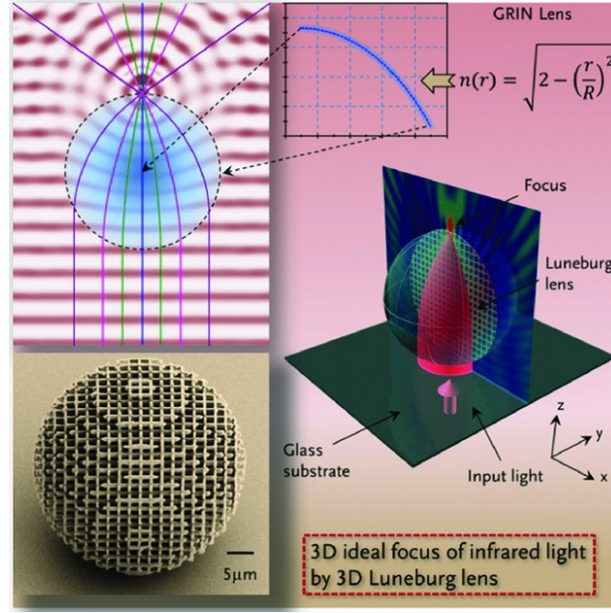 GRIN Lens
n(r) = √(2 − (r/R)²)
Focus
Luneburg
lens
Glass
substrate
Input light
z
y
x
5μm
3D ideal focus of infrared light
by 3D Luneburg lens